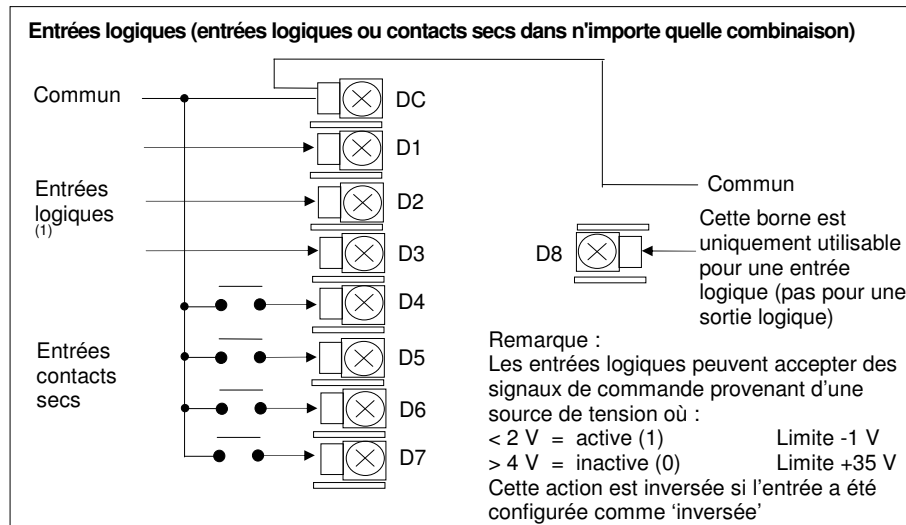 Entrées logiques (entrées logiques ou contacts secs dans n'importe quelle combinaison)
Commun
DC
D1
Entrées
logiques
(1)
D2
D3
D4
Entrées
contacts
secs
D5
D6
D7
Commun
D8
Cette borne est
uniquement utilisable
pour une entrée
logique (pas pour une
sortie logique)
Remarque :
Les entrées logiques peuvent accepter des
signaux de commande provenant d'une
source de tension où :
< 2 V = active (1) Limite -1 V
> 4 V = inactive (0) Limite +35 V
Cette action est inversée si l'entrée a été
configurée comme ‘inversée’